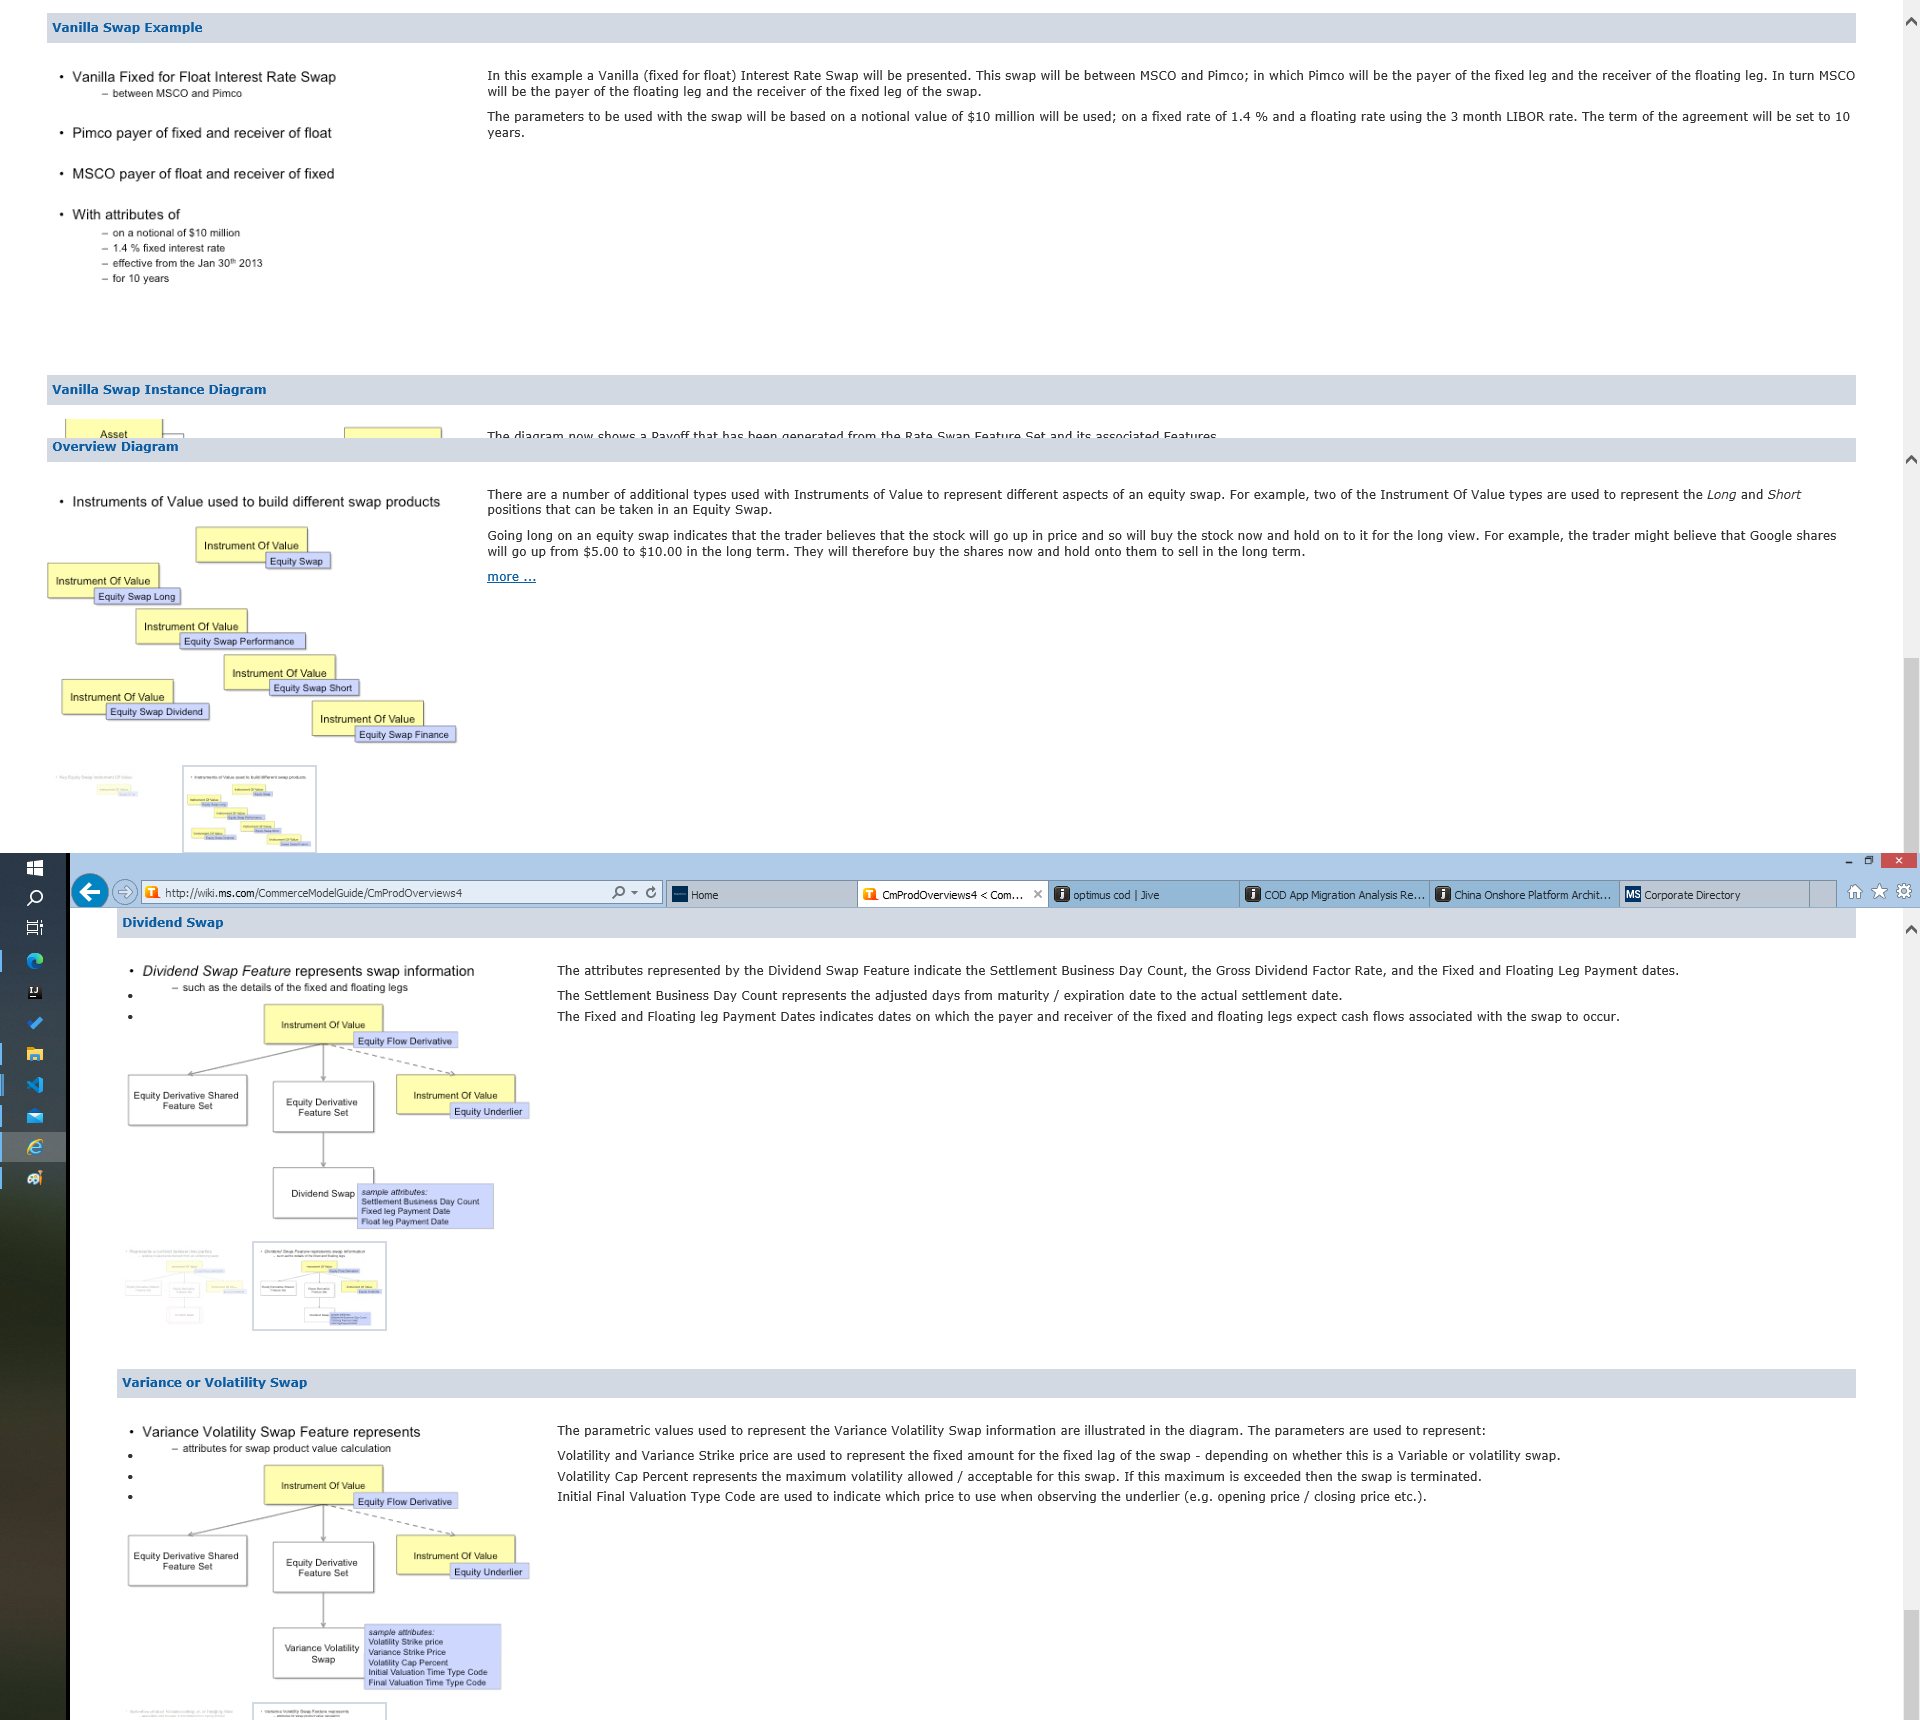 Vanilla Swap Example
• Vanilla Fixed for Float Interest Rate Swap
– between MSCO and Pimco
• Pimco payer of fixed and receiver of float
• MSCO payer of float and receiver of fixed
• With attributes of
– on a notional of $10 million
– 1.4 % fixed interest rate
– effective from the Jan 30th 2013
– for 10 years
In this example a Vanilla (fixed for float) Interest Rate Swap will be presented. This swap will be between MSCO and Pimco; in which Pimco will be the payer of the fixed leg and the receiver of the floating leg. In turn MSCO
will be the payer of the floating leg and the receiver of the fixed leg of the swap.
The parameters to be used with the swap will be based on a notional value of $10 million will be used; on a fixed rate of 1.4 % and a floating rate using the 3 month LIBOR rate. The term of the agreement will be set to 10
years.
Vanilla Swap Instance Diagram
Asset
The diagram now shows a Payoff that has been generated from the Rate Swap Feature Set and its associated Features.
Overview Diagram
• Instruments of Value used to build different swap products
Instrument Of Value
Equity Swap
Instrument Of Value
Equity Swap Long
Instrument Of Value
Equity Swap Performance
Instrument Of Value
Equity Swap Short
Instrument Of Value
Equity Swap Dividend
Instrument Of Value
Equity Swap Finance
There are a number of additional types used with Instruments of Value to represent different aspects of an equity swap. For example, two of the Instrument Of Value types are used to represent the Long and Short
positions that can be taken in an Equity Swap.
Going long on an equity swap indicates that the trader believes that the stock will go up in price and so will buy the stock now and hold on to it for the long view. For example, the trader might believe that Google shares
will go up from $5.00 to $10.00 in the long term. They will therefore buy the shares now and hold onto them to sell in the long term.
more ...
• Instruments of Value used to build different swap products
http://wiki.ms.com/CommerceModelGuide/CmProdOverviews4
Home
CmProdOverviews4 < Com...
optimus cod | Jive
COD App Migration Analysis Re...
China Onshore Platform Archit...
MS Corporate Directory
Dividend Swap
• Dividend Swap Feature represents swap information
– such as the details of the fixed and floating legs
Instrument Of Value
Equity Flow Derivative
Equity Derivative Shared
Feature Set
Equity Derivative
Feature Set
Instrument Of Value
Equity Underlier
Dividend Swap
sample attributes:
Settlement Business Day Count
Fixed leg Payment Date
Float leg Payment Date
The attributes represented by the Dividend Swap Feature indicate the Settlement Business Day Count, the Gross Dividend Factor Rate, and the Fixed and Floating Leg Payment dates.
The Settlement Business Day Count represents the adjusted days from maturity / expiration date to the actual settlement date.
The Fixed and Floating leg Payment Dates indicates dates on which the payer and receiver of the fixed and floating legs expect cash flows associated with the swap to occur.
• Dividend Swap Feature represents swap information
Variance or Volatility Swap
• Variance Volatility Swap Feature represents
– attributes for swap product value calculation
Instrument Of Value
Equity Flow Derivative
Equity Derivative Shared
Feature Set
Equity Derivative
Feature Set
Instrument Of Value
Equity Underlier
Variance Volatility
Swap
sample attributes:
Volatility Strike price
Variance Strike Price
Volatility Cap Percent
Initial Valuation Time Type Code
Final Valuation Time Type Code
The parametric values used to represent the Variance Volatility Swap information are illustrated in the diagram. The parameters are used to represent:
Volatility and Variance Strike price are used to represent the fixed amount for the fixed lag of the swap - depending on whether this is a Variable or volatility swap.
Volatility Cap Percent represents the maximum volatility allowed / acceptable for this swap. If this maximum is exceeded then the swap is terminated.
Initial Final Valuation Type Code are used to indicate which price to use when observing the underlier (e.g. opening price / closing price etc.).
• Variance Volatility Swap Feature represents